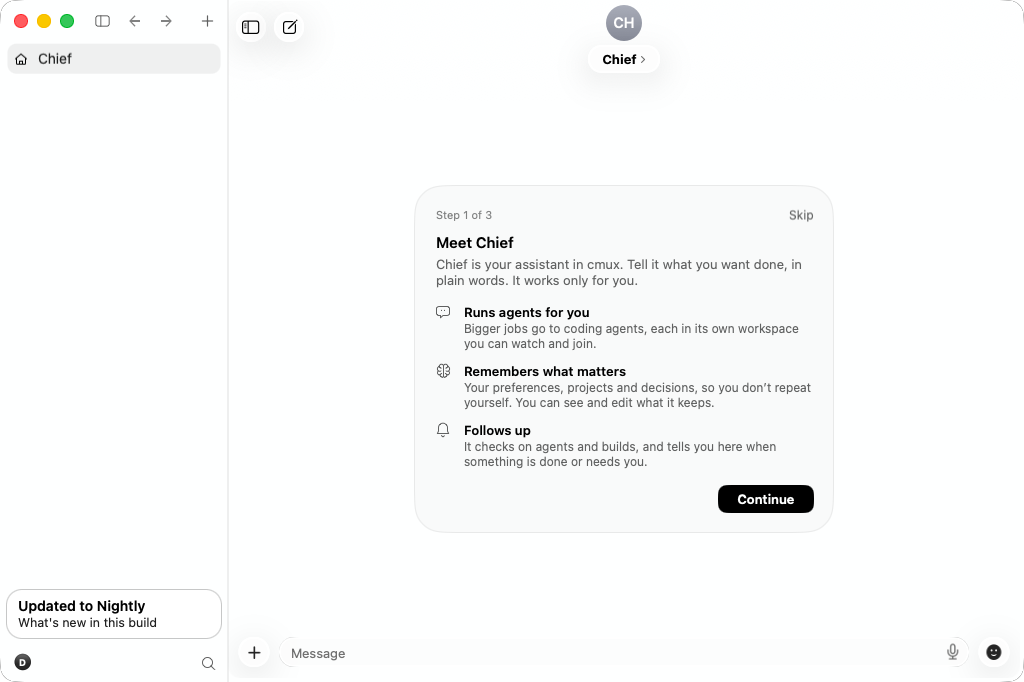 Chief
CH
Chief
Step 1 of 3
Skip
Meet Chief
Chief is your assistant in cmux. Tell it what you want done, in
plain words. It works only for you.
Runs agents for you
Bigger jobs go to coding agents, each in its own workspace
you can watch and join.
Remembers what matters
Your preferences, projects and decisions, so you don’t repeat
yourself. You can see and edit what it keeps.
Follows up
It checks on agents and builds, and tells you here when
something is done or needs you.
Continue
Updated to Nightly
What's new in this build
D
Message